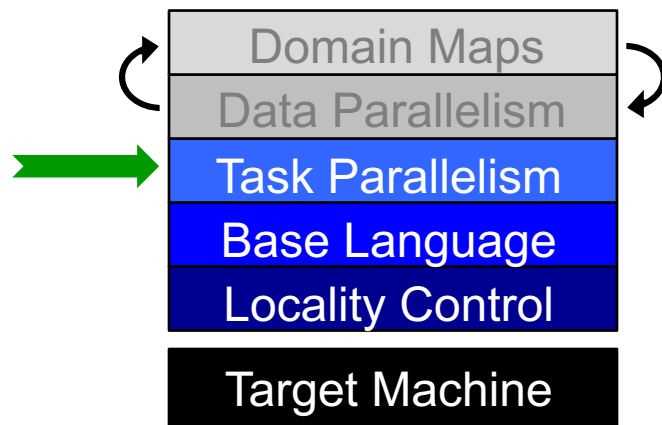 Domain Maps
Data Parallelism
Task Parallelism
Base Language
Locality Control
Target Machine